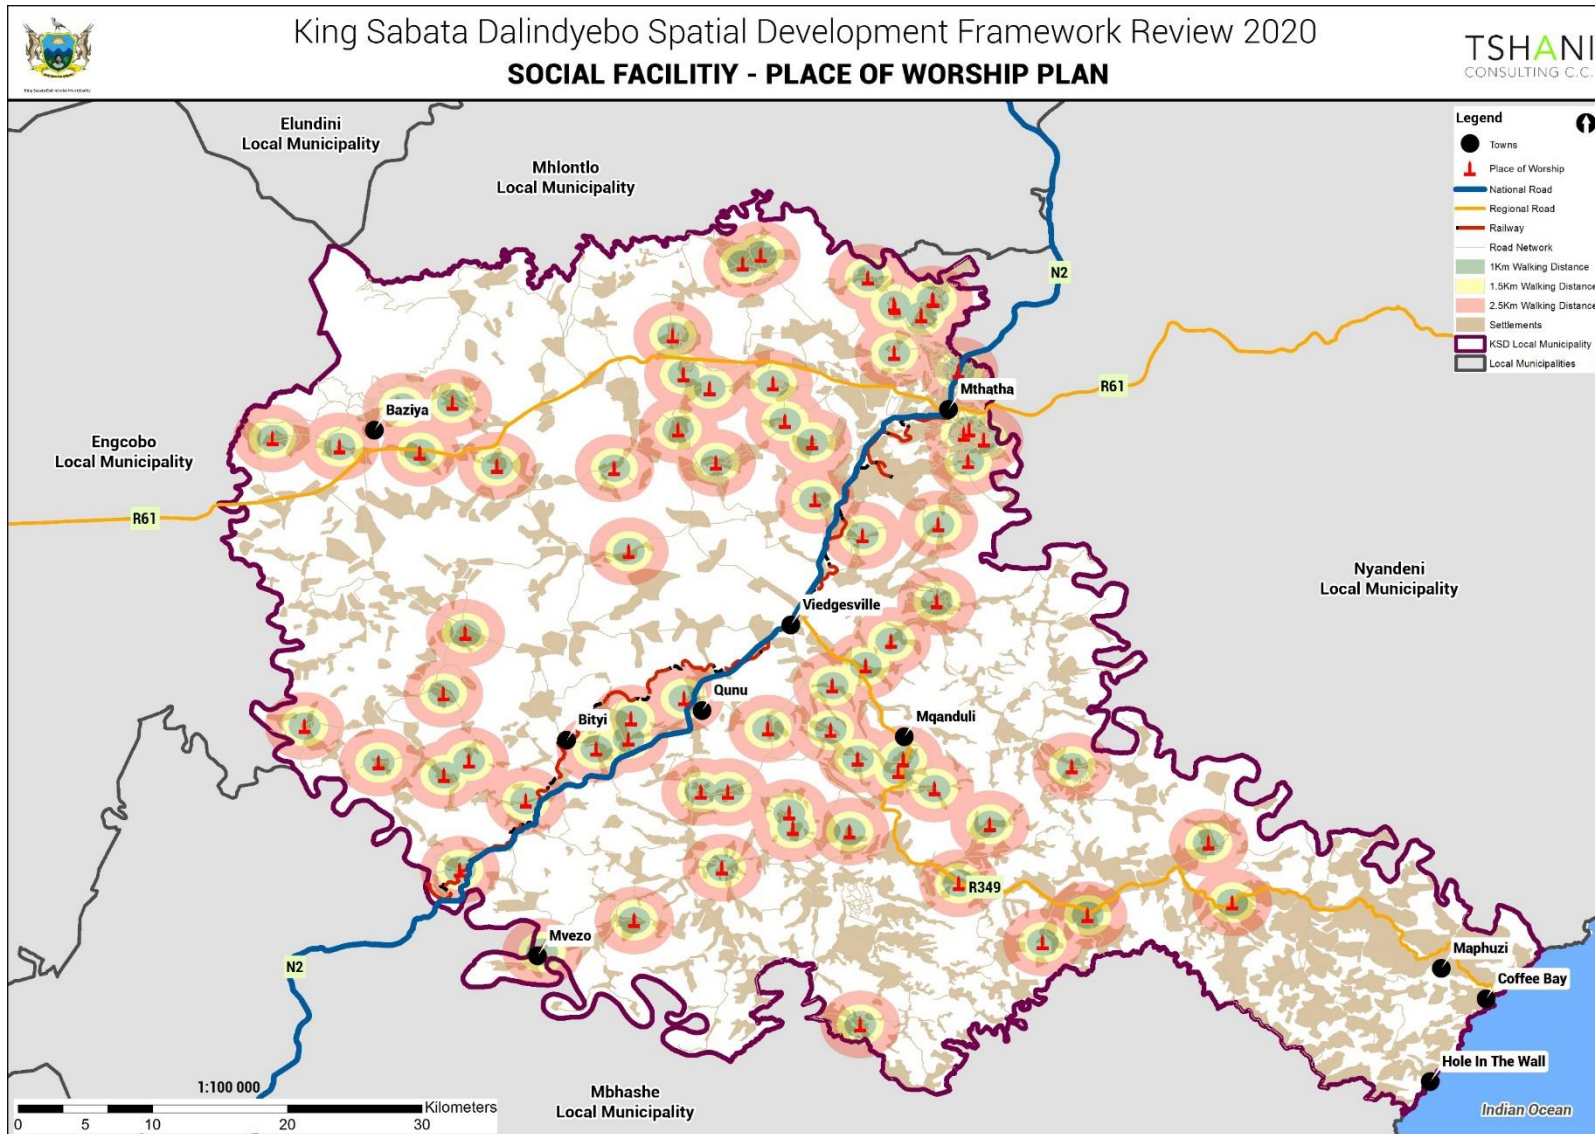 King Sabata Dalindyebo Spatial Development Framework Review 2020
SOCIAL FACILITIY - PLACE OF WORSHIP PLAN
King Sabata Dalindyebo Municipality
TSHANI
CONSULTING C.C.
Legend
Towns
Place of Worship
National Road
Regional Road
Railway
Road Network
1Km Walking Distance
1.5Km Walking Distance
2.5Km Walking Distance
Settlements
KSD Local Municipality
Local Municipalities
Elundini
Local Municipality
Mhlontlo
Local Municipality
N2
R61
Mthatha
Baziya
Engcobo
Local Municipality
R61
Nyandeni
Local Municipality
Viedgesville
Qunu
Bityi
Mqanduli
R349
Mvezo
N2
Maphuzi
Coffee Bay
Hole In The Wall
Indian Ocean
Mbhashe
Local Municipality
1:100 000
Kilometers
0 5 10 20 30